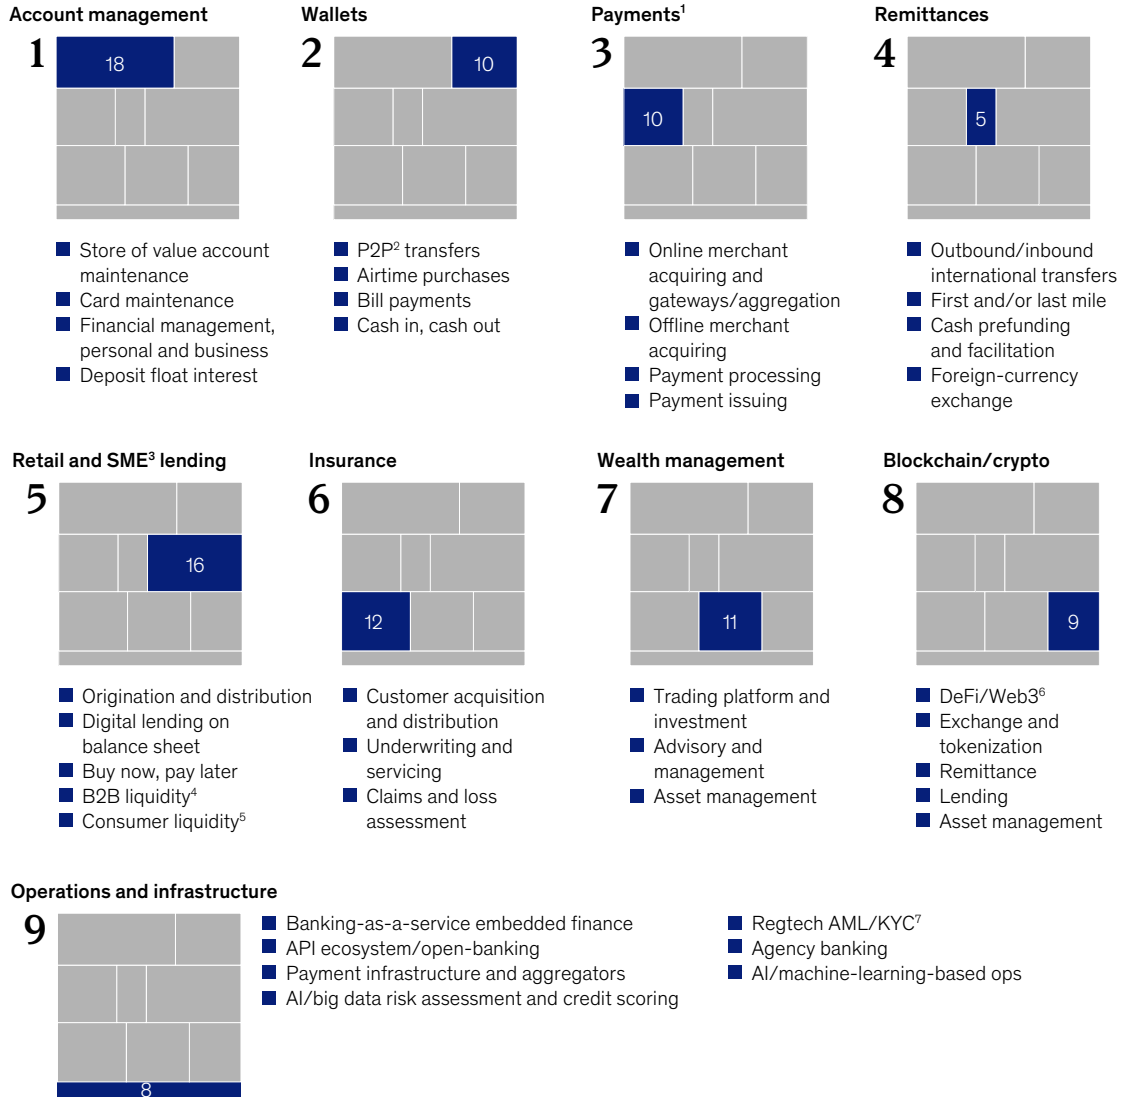 Account management
1
18
Store of value account
maintenance
Card maintenance
Financial management,
personal and business
Deposit float interest
Wallets
2
10
P2P² transfers
Airtime purchases
Bill payments
Cash in, cash out
Payments¹
3
10
Online merchant
acquiring and
gateways/aggregation
Offline merchant
acquiring
Payment processing
Payment issuing
Remittances
4
5
Outbound/inbound
international transfers
First and/or last mile
Cash prefunding
and facilitation
Foreign-currency
exchange
Retail and SME³ lending
5
16
Origination and distribution
Digital lending on
balance sheet
Buy now, pay later
B2B liquidity⁴
Consumer liquidity⁵
Insurance
6
12
Customer acquisition
and distribution
Underwriting and
servicing
Claims and loss
assessment
Wealth management
7
11
Trading platform and
investment
Advisory and
management
Asset management
Blockchain/crypto
8
9
DeFi/Web3⁶
Exchange and
tokenization
Remittance
Lending
Asset management
Operations and infrastructure
9
8
Banking-as-a-service embedded finance
API ecosystem/open-banking
Payment infrastructure and aggregators
AI/big data risk assessment and credit scoring
Regtech AML/KYC⁷
Agency banking
AI/machine-learning-based ops